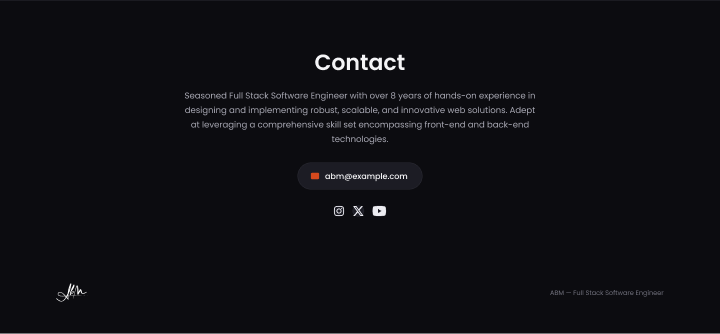 Contact
Seasoned Full Stack Software Engineer with over 8 years of hands-on experience in
designing and implementing robust, scalable, and innovative web solutions. Adept
at leveraging a comprehensive skill set encompassing front-end and back-end
technologies.
abm@example.com
ABM — Full Stack Software Engineer